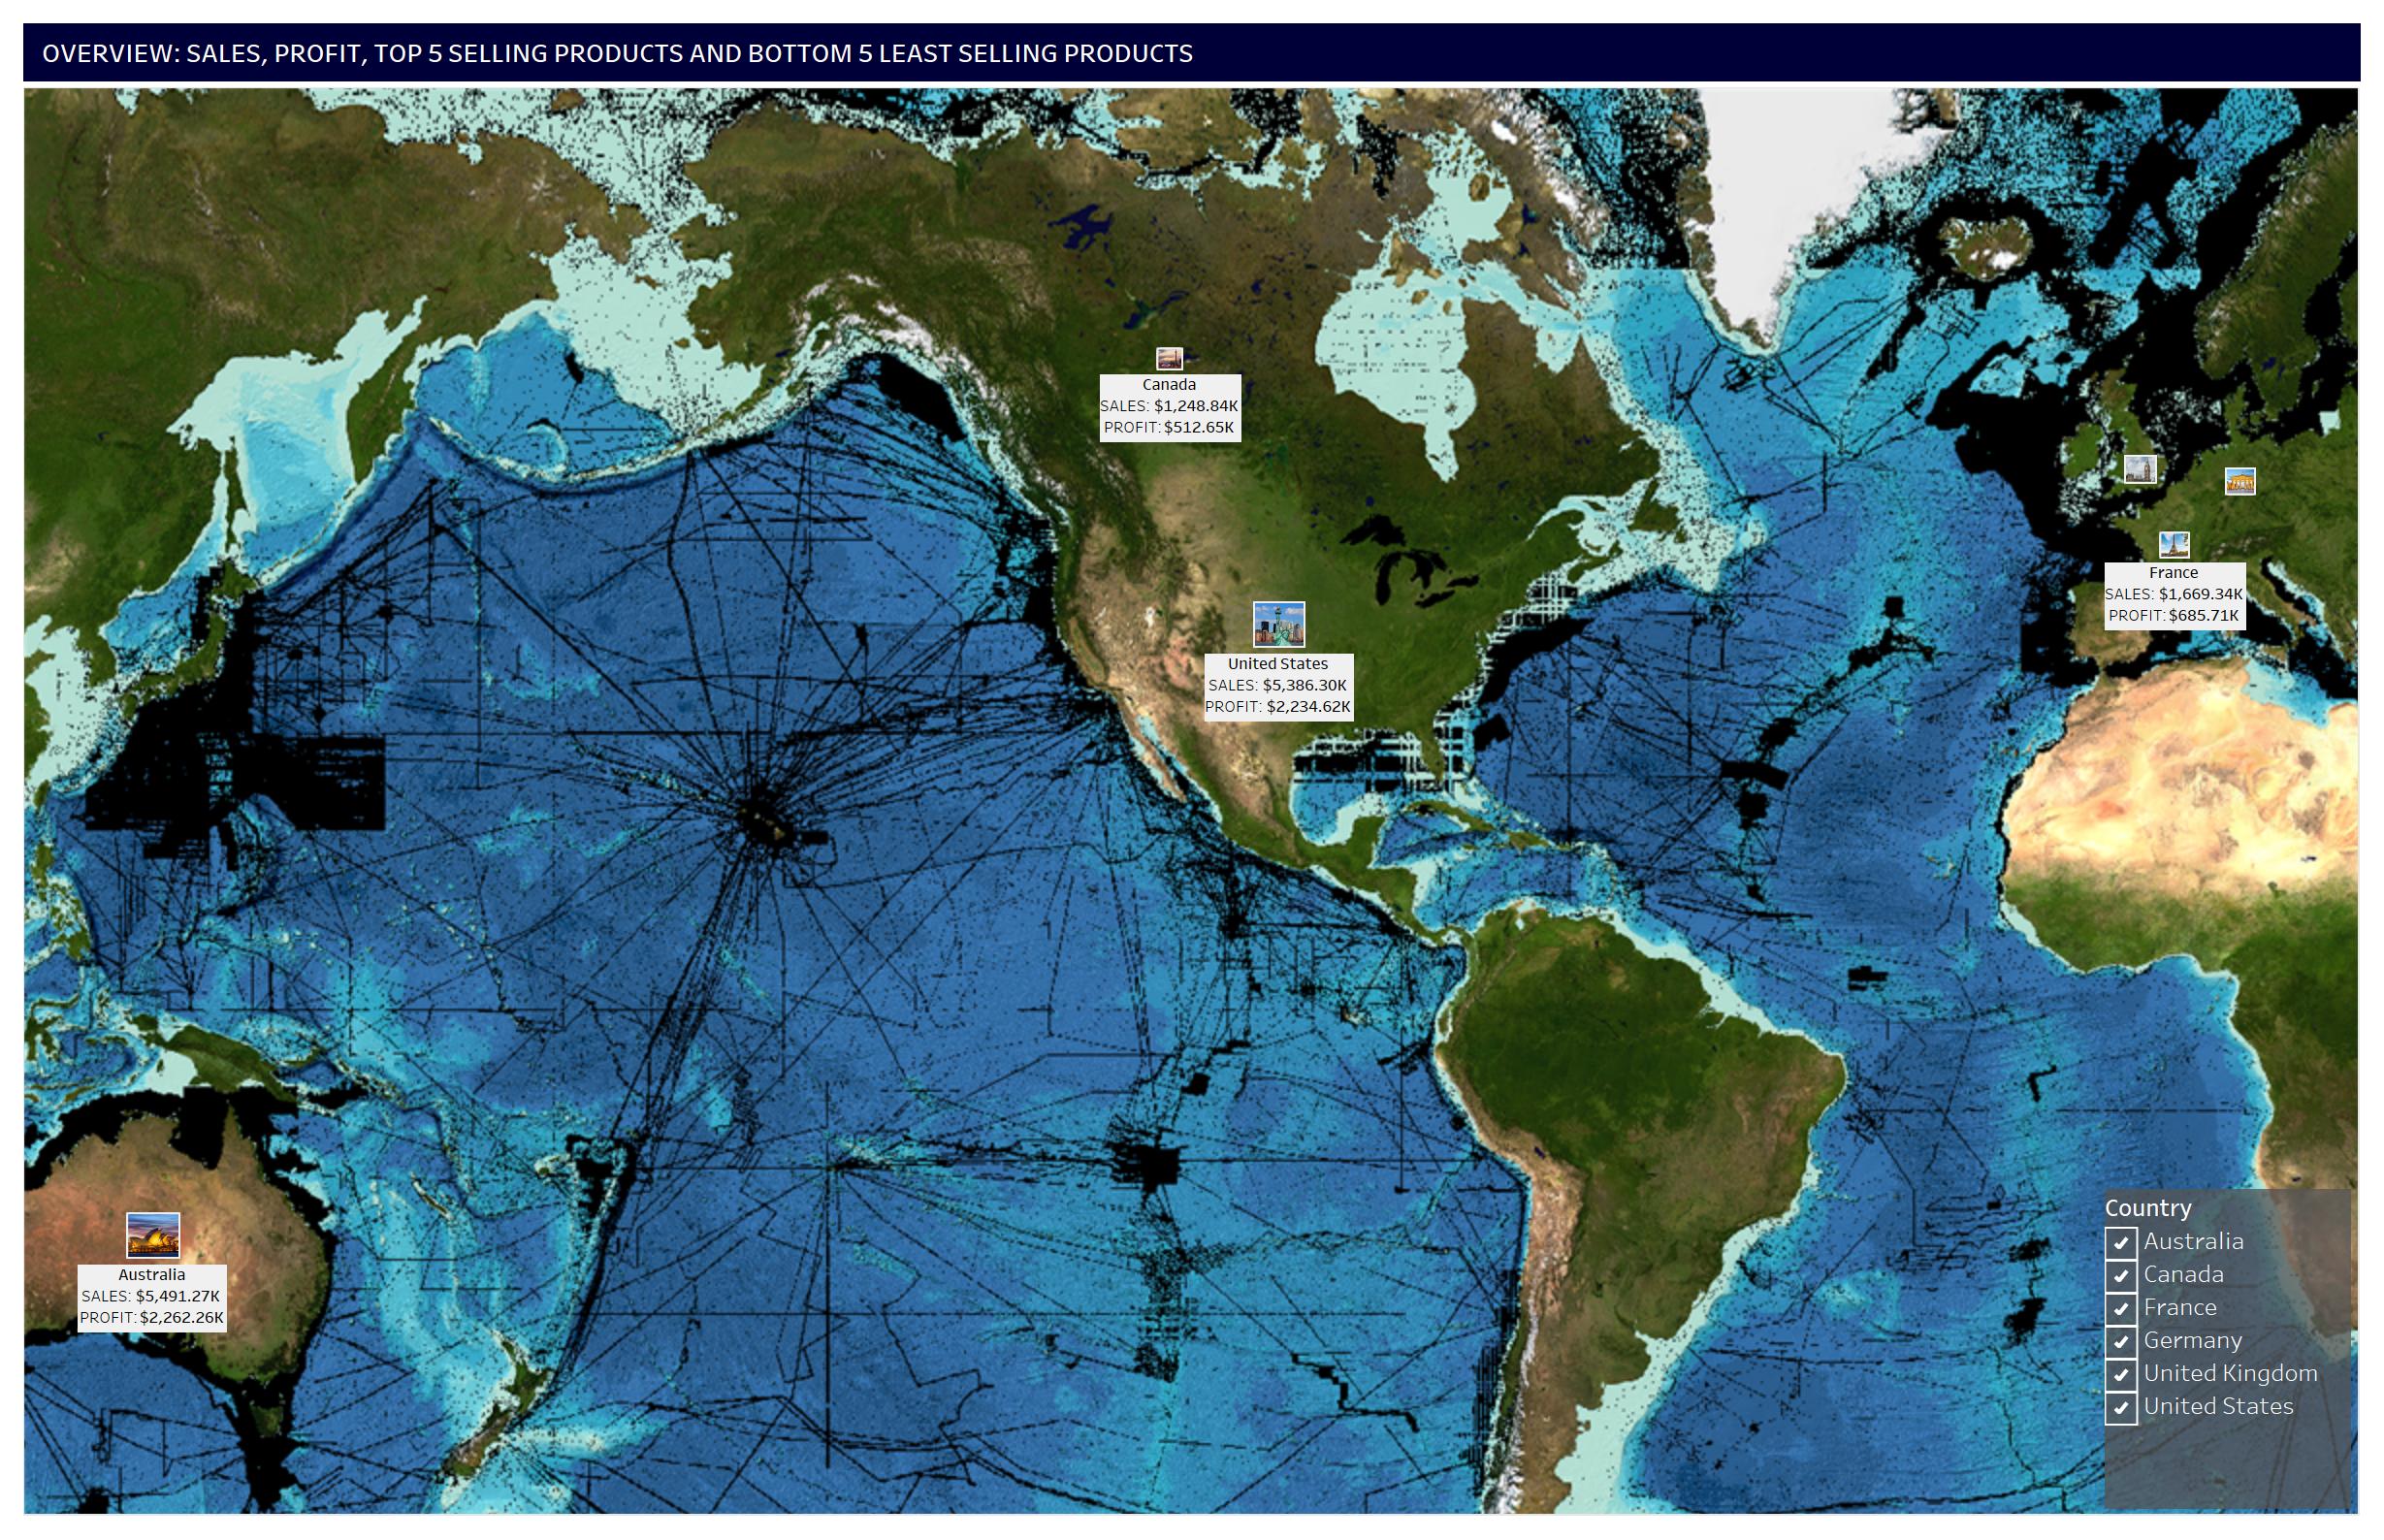 OVERVIEW: SALES, PROFIT, TOP 5 SELLING PRODUCTS AND BOTTOM 5 LEAST SELLING PRODUCTS
Canada
SALES: $1,248.84K
PROFIT: $512.65K
France
SALES: $1,669.34K
PROFIT: $685.71K
United States
SALES: $5,386.30K
PROFIT: $2,234.62K
Australia
SALES: $5,491.27K
PROFIT: $2,262.26K
Country
Australia
Canada
France
Germany
United Kingdom
United States